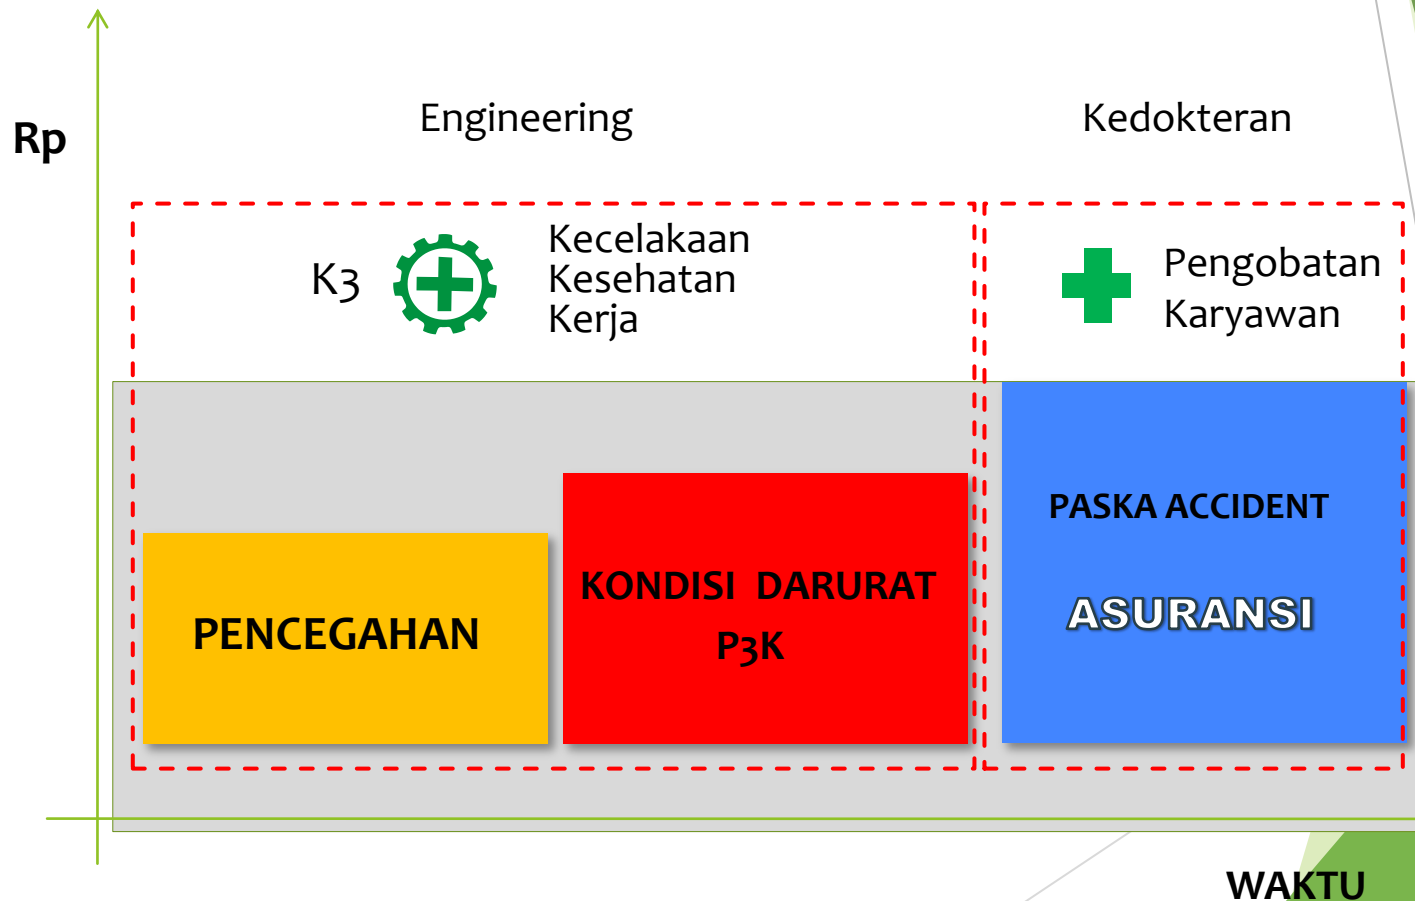 Rp
Engineering
Kedokteran
K3
Kecelakaan
Kesehatan
Kerja
Pengobatan
Karyawan
PENCEGAHAN
KONDISI DARURAT
P3K
PASKA ACCIDENT
ASURANSI
WAKTU